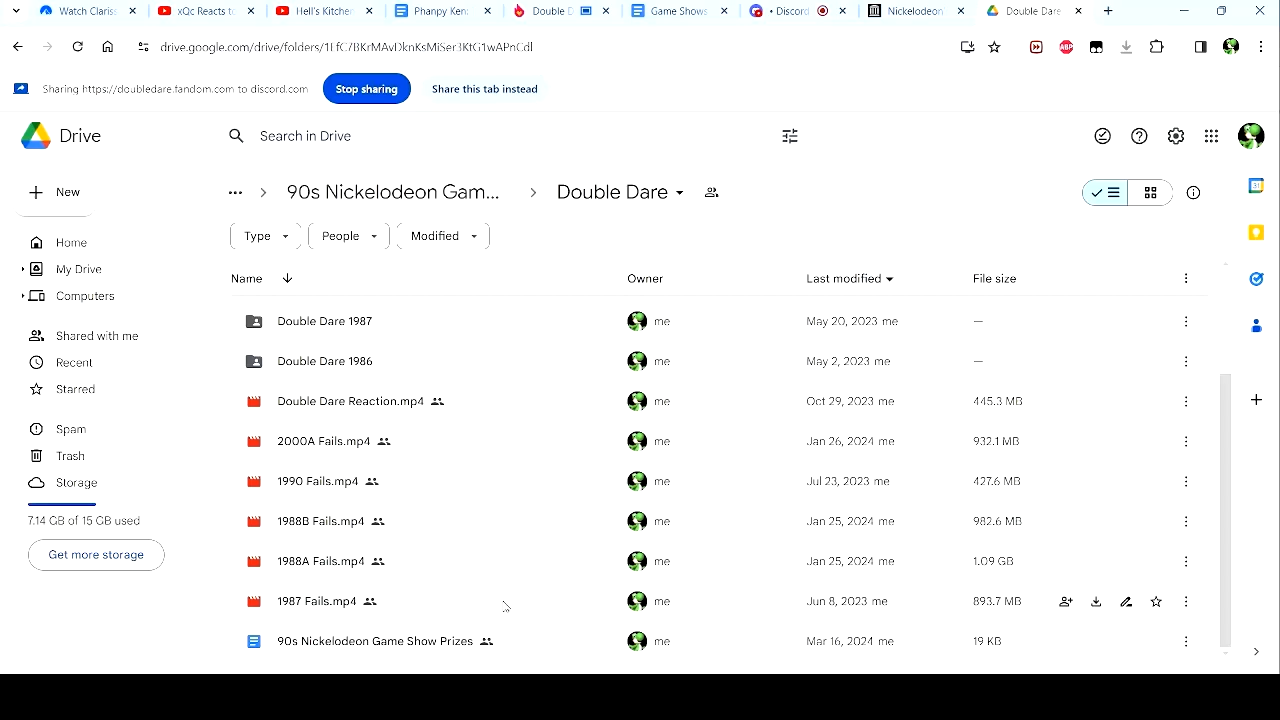 Watch Claris
xQc Reacts to
Hell's Kitchen
Phanpy Ken
Double D
Game Shows
• Discord
Nickelodeon
Double Dare
Sharing https://doubledare.fandom.com to discord.com
Stop sharing
Share this tab instead
Drive
Search in Drive
New
... > 90s Nickelodeon Gam... > Double Dare
Type
People
Modified
Home
My Drive
Computers
Shared with me
Recent
Starred
Spam
Trash
Storage
7.14 GB of 15 GB used
Get more storage
Name Owner Last modified File size
Double Dare 1987 me May 20, 2023 me —
Double Dare 1986 me May 2, 2023 me —
Double Dare Reaction.mp4 me Oct 29, 2023 me 445.3 MB
2000A Fails.mp4 me Jan 26, 2024 me 932.1 MB
1990 Fails.mp4 me Jul 23, 2023 me 427.6 MB
1988B Fails.mp4 me Jan 25, 2024 me 982.6 MB
1988A Fails.mp4 me Jan 25, 2024 me 1.09 GB
1987 Fails.mp4 me Jun 8, 2023 me 893.7 MB
90s Nickelodeon Game Show Prizes me Mar 16, 2024 me 19 KB